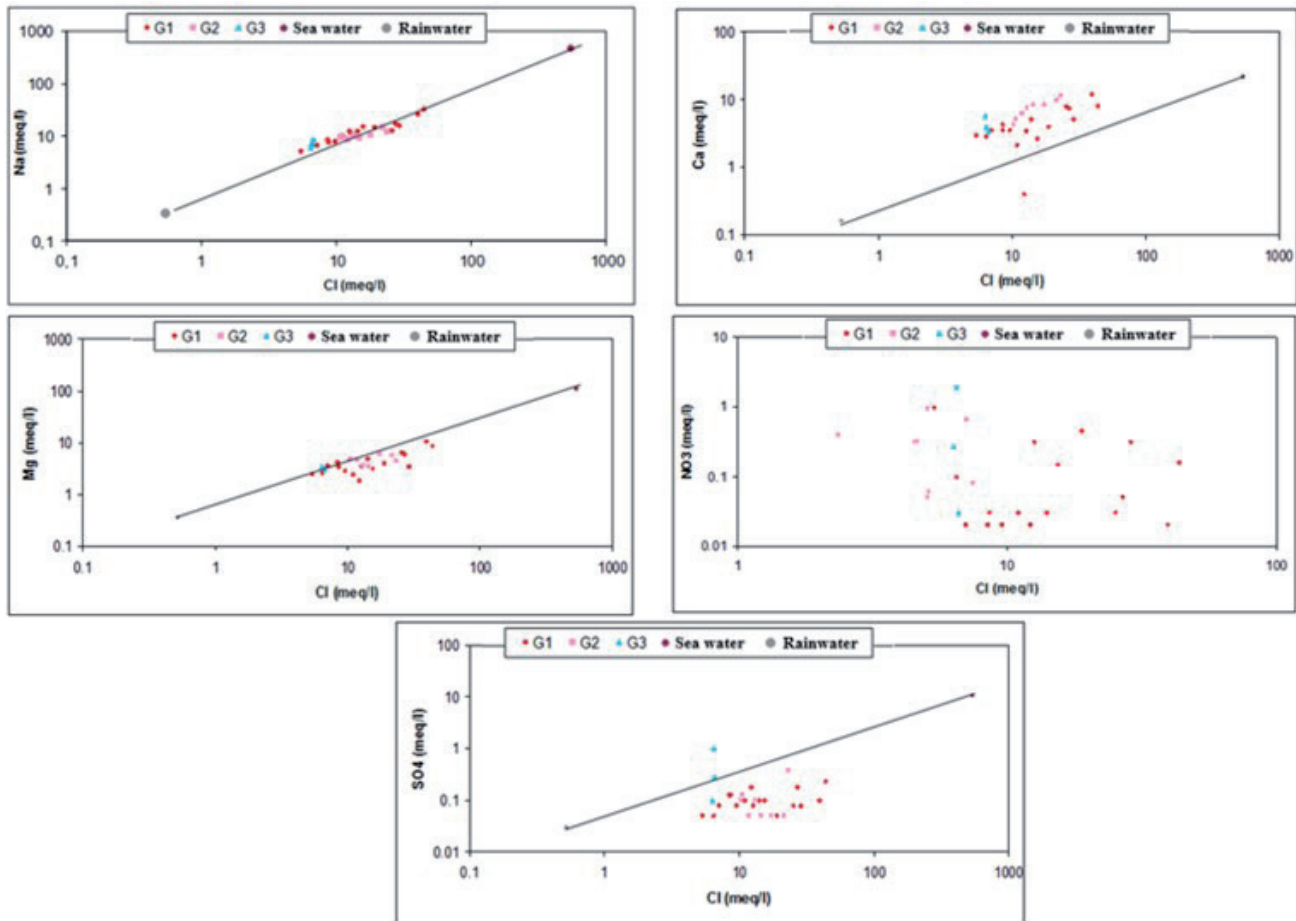 G1 G2 G3 Sea water Rainwater
1000
100
10
1
0,1
Na (meq/l)
0,1 1 10 100 1000
Cl (meq/l)
G1 G2 G3 Sea water Rainwater
100
10
1
0.1
Ca (meq/l)
0.1 1 10 100 1000
Cl (meq/l)
G1 G2 G3 Sea water Rainwater
1000
100
10
1
0.1
Mg (meq/l)
0.1 1 10 100 1000
Cl (meq/l)
G1 G2 G3 Sea water Rainwater
10
1
0.1
0.01
NO3 (meq/l)
1 10 100
Cl (meq/l)
G1 G2 G3 Sea water Rainwater
100
10
1
0.1
0.01
SO4 (meq/l)
0.1 1 10 100 1000
Cl (meq/l)